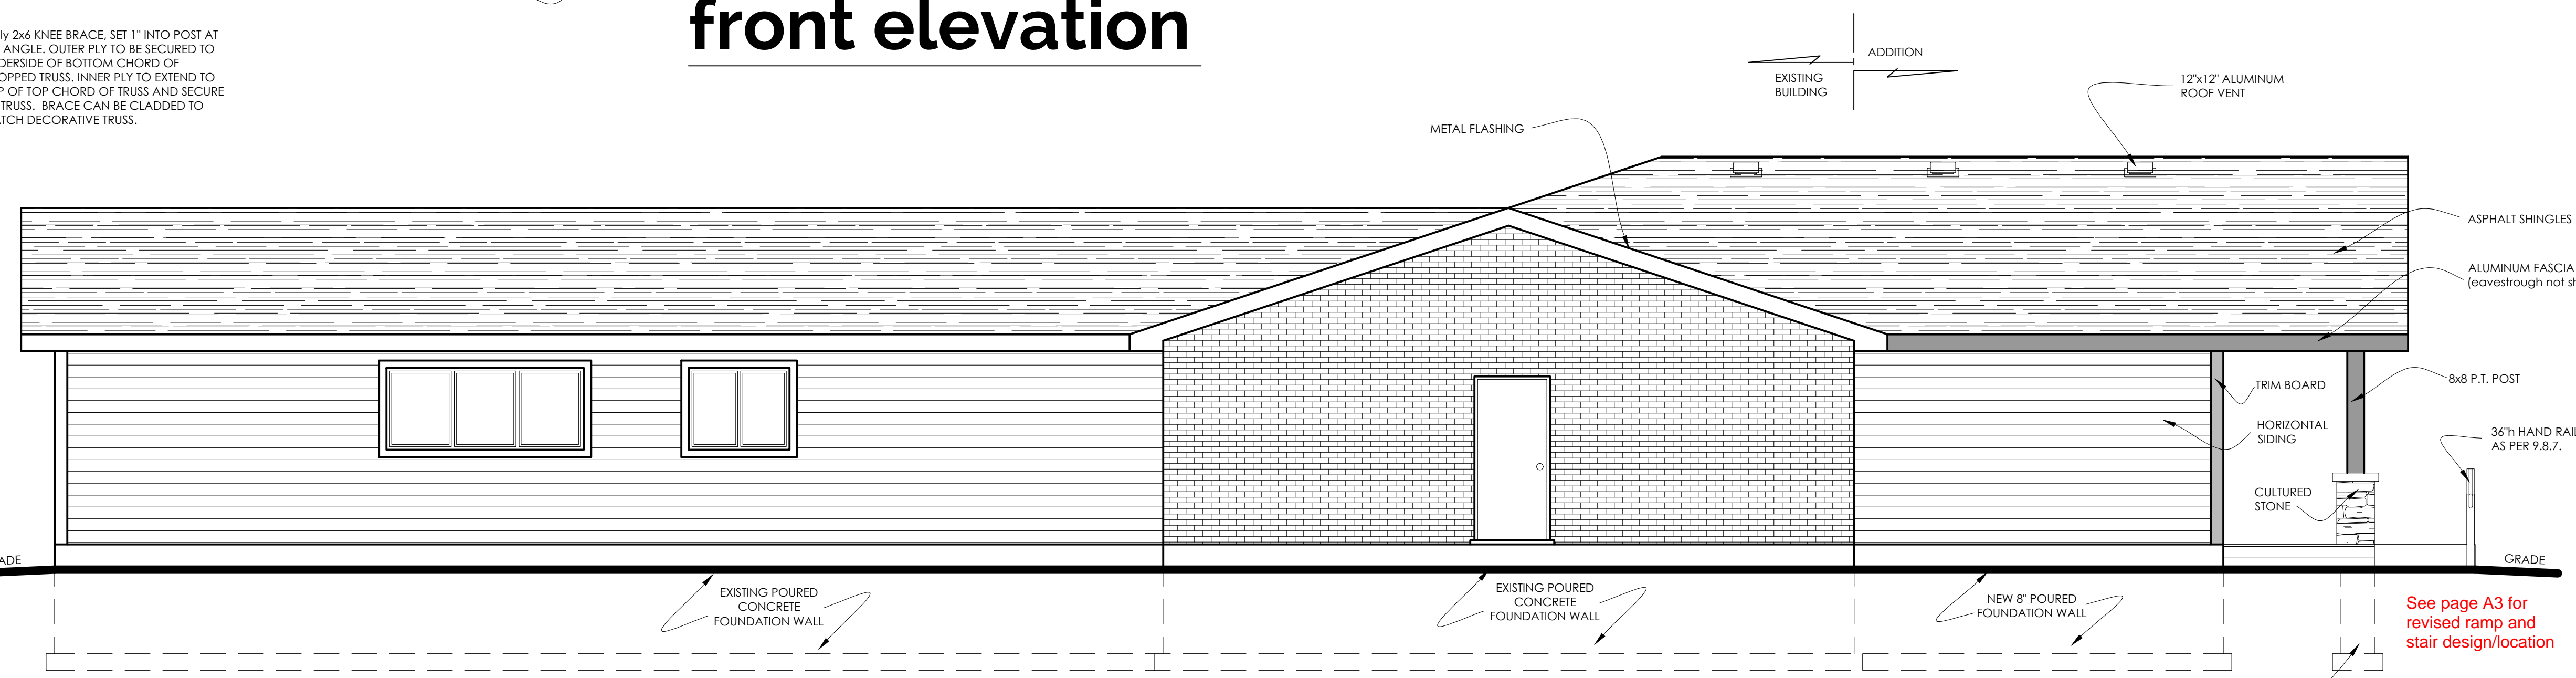 front elevation
ly 2x6 KNEE BRACE, SET 1" INTO POST AT
ANGLE. OUTER PLY TO BE SECURED TO
DERSIDE OF BOTTOM CHORD OF
OPPED TRUSS. INNER PLY TO EXTEND TO
P OF TOP CHORD OF TRUSS AND SECURE
TRUSS. BRACE CAN BE CLADDED TO
TCH DECORATIVE TRUSS.
ADDITION
EXISTING
BUILDING
12"x12" ALUMINUM
ROOF VENT
METAL FLASHING
ASPHALT SHINGLES
ALUMINUM FASCIA
(eavestrough not sh
TRIM BOARD
8x8 P.T. POST
HORIZONTAL
SIDING
36"h HAND RAIL
AS PER 9.8.7.
CULTURED
STONE
ADE
GRADE
EXISTING POURED
CONCRETE
FOUNDATION WALL
EXISTING POURED
CONCRETE
FOUNDATION WALL
NEW 8" POURED
FOUNDATION WALL
See page A3 for
revised ramp and
stair design/location